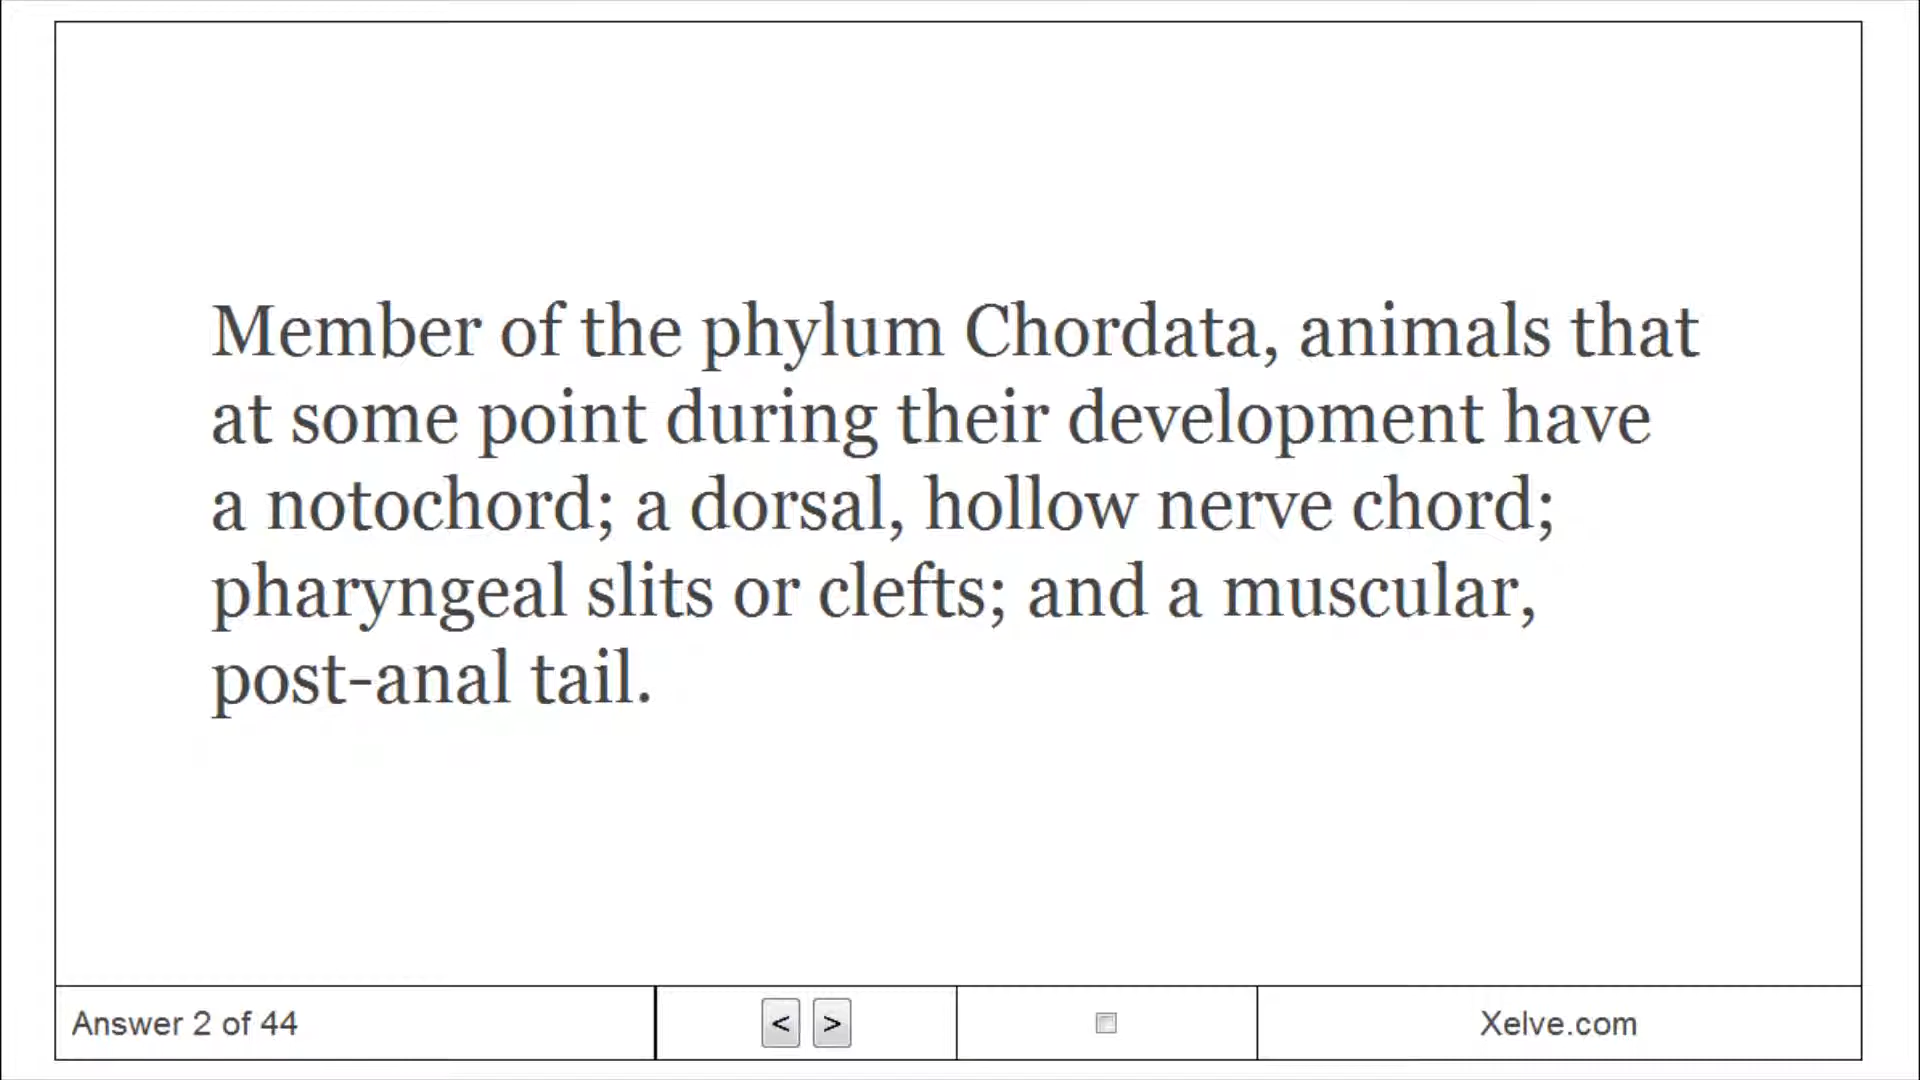 Member of the phylum Chordata, animals that
at some point during their development have
a notochord; a dorsal, hollow nerve chord;
pharyngeal slits or clefts; and a muscular,
post-anal tail.
Answer 2 of 44
< >
Xelve.com